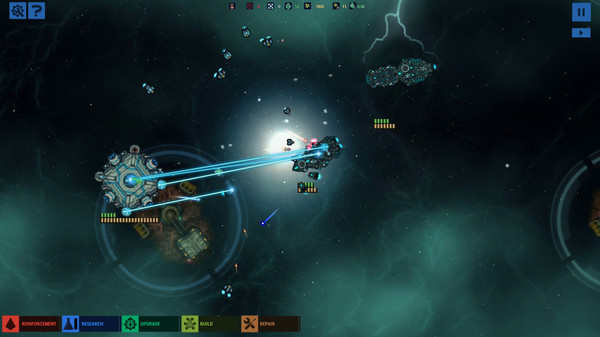 ?
REINFORCEMENT
RESEARCH
UPGRADE
BUILD
REPAIR